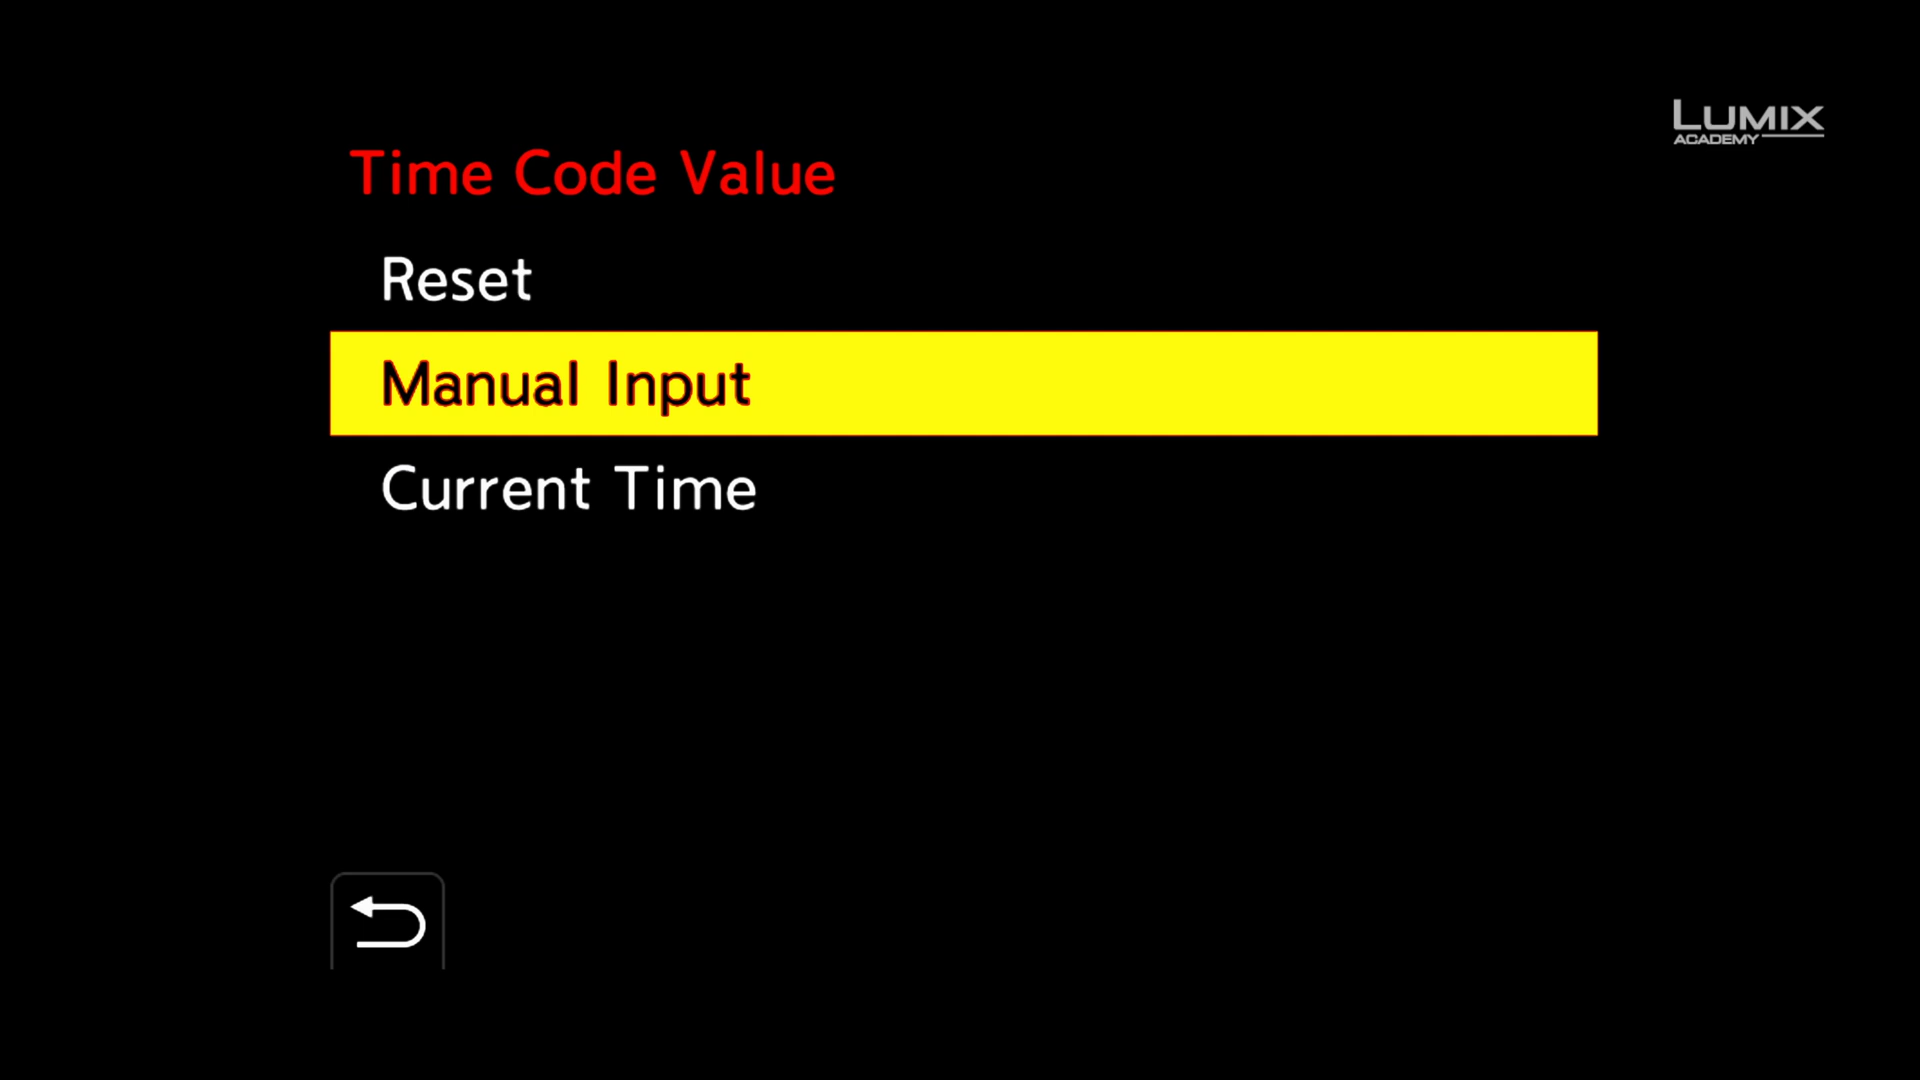 LUMIX
ACADEMY
Time Code Value
Reset
Manual Input
Current Time